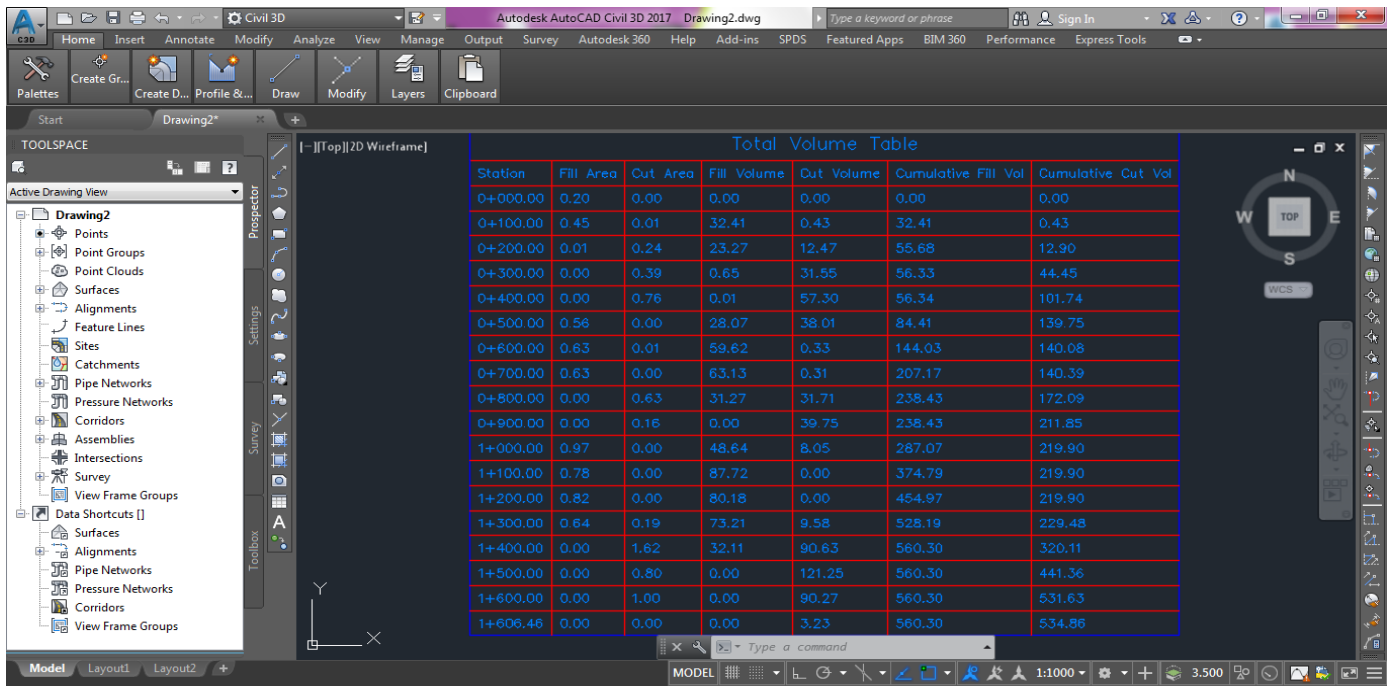 Civil 3D Autodesk AutoCAD Civil 3D 2017 Drawing2.dwg Type a keyword or phrase Sign In
C3D Home Insert Annotate Modify Analyze View Manage Output Survey Autodesk 360 Help Add-ins SPDS Featured Apps BIM 360 Performance Express Tools
Palettes Create Gr... Create D... Profile &... Draw Modify Layers Clipboard
Start Drawing2* +
TOOLSPACE
Active Drawing View
Drawing2
Points
Point Groups
Point Clouds
Surfaces
Alignments
Feature Lines
Sites
Catchments
Pipe Networks
Pressure Networks
Corridors
Assemblies
Intersections
Survey
View Frame Groups
Data Shortcuts []
Surfaces
Alignments
Pipe Networks
Pressure Networks
Corridors
View Frame Groups
Prospector
Settings
Survey
Toolbox
A
[−][Top][2D Wireframe]
Total Volume Table
Station Fill Area Cut Area Fill Volume Cut Volume Cumulative Fill Vol Cumulative Cut Vol
0+000.00 0.20 0.00 0.00 0.00 0.00 0.00
0+100.00 0.45 0.01 32.41 0.43 32.41 0.43
0+200.00 0.01 0.24 23.27 12.47 55.68 12.90
0+300.00 0.00 0.39 0.65 31.55 56.33 44.45
0+400.00 0.00 0.76 0.01 57.30 56.34 101.74
0+500.00 0.56 0.00 28.07 38.01 84.41 139.75
0+600.00 0.63 0.01 59.62 0.33 144.03 140.08
0+700.00 0.63 0.00 63.13 0.31 207.17 140.39
0+800.00 0.00 0.63 31.27 31.71 238.43 172.09
0+900.00 0.00 0.16 0.00 39.75 238.43 211.85
1+000.00 0.97 0.00 48.64 8.05 287.07 219.90
1+100.00 0.78 0.00 87.72 0.00 374.79 219.90
1+200.00 0.82 0.00 80.18 0.00 454.97 219.90
1+300.00 0.64 0.19 73.21 9.58 528.19 229.48
1+400.00 0.00 1.62 32.11 90.63 560.30 320.11
1+500.00 0.00 0.80 0.00 121.25 560.30 441.36
1+600.00 0.00 1.00 0.00 90.27 560.30 531.63
1+606.46 0.00 0.00 0.00 3.23 560.30 534.86
N
W TOP E
S
WCS
Y
X
Type a command
Model Layout1 Layout2 +
MODEL 1:1000 3.500